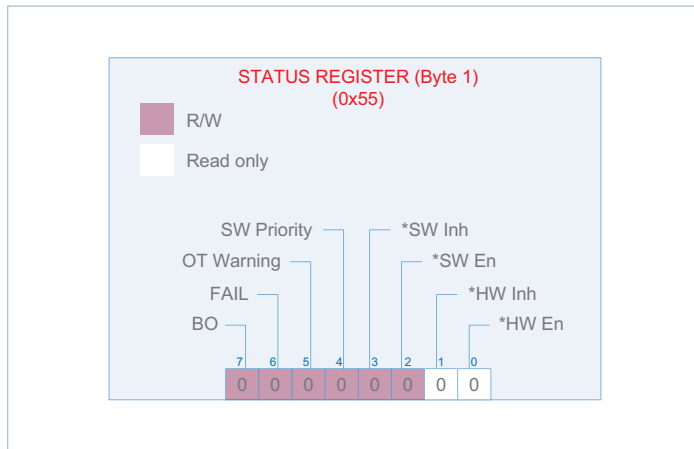 STATUS REGISTER (Byte 1)
(0x55)
R/W
Read only
SW Priority
*SW Inh
OT Warning
*SW En
FAIL
*HW Inh
BO
*HW En
7 6 5 4 3 2 1 0
0 0 0 0 0 0 0 0